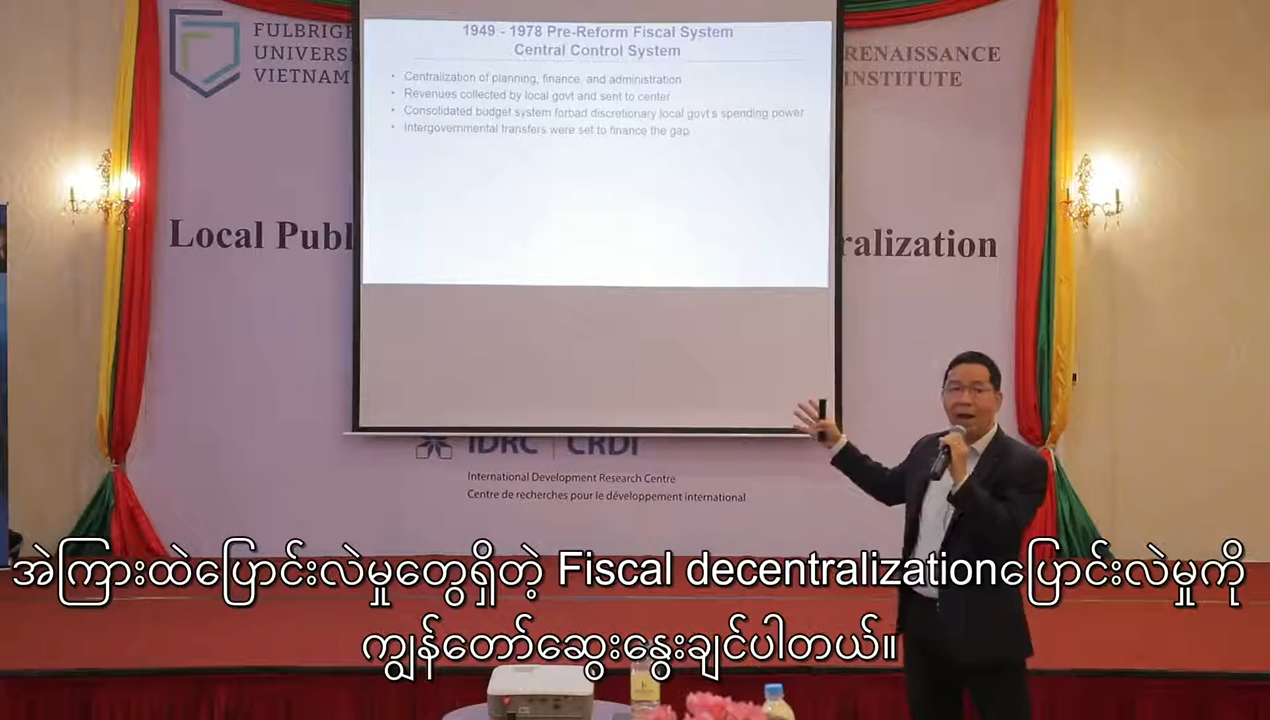 FULBRIGH
UNIVERSI
VIETNAM
1949 - 1978 Pre-Reform Fiscal System
Central Control System
• Centralization of planning, finance, and administration
• Revenues collected by local govt and sent to center
• Consolidated budget system forbad discretionary local govt's spending power
• Intergovernmental transfers were set to finance the gap
RENAISSANCE
INSTITUTE
Local Publ
ralization
IDRC | CRDI
International Development Research Centre
Centre de recherches pour le développement international
အဲကြားထဲပြောင်းလဲမှုတွေရှိတဲ့ Fiscal decentralizationပြောင်းလဲမှုကို
ကျွန်တော်ဆွေးနွေးချင်ပါတယ်။